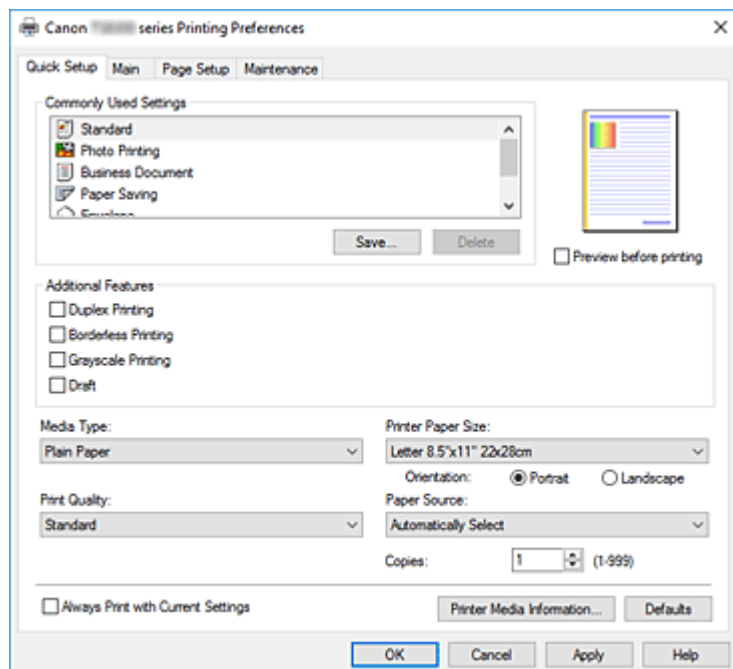 Canon series Printing Preferences
Quick Setup Main Page Setup Maintenance
Commonly Used Settings
Standard
Photo Printing
Business Document
Paper Saving
Envelope
Save... Delete
Preview before printing
Additional Features
Duplex Printing
Borderless Printing
Grayscale Printing
Draft
Media Type: Printer Paper Size:
Plain Paper Letter 8.5"x11" 22x28cm
Orientation: Portrait Landscape
Print Quality: Paper Source:
Standard Automatically Select
Copies: 1 (1-999)
Always Print with Current Settings Printer Media Information... Defaults
OK Cancel Apply Help